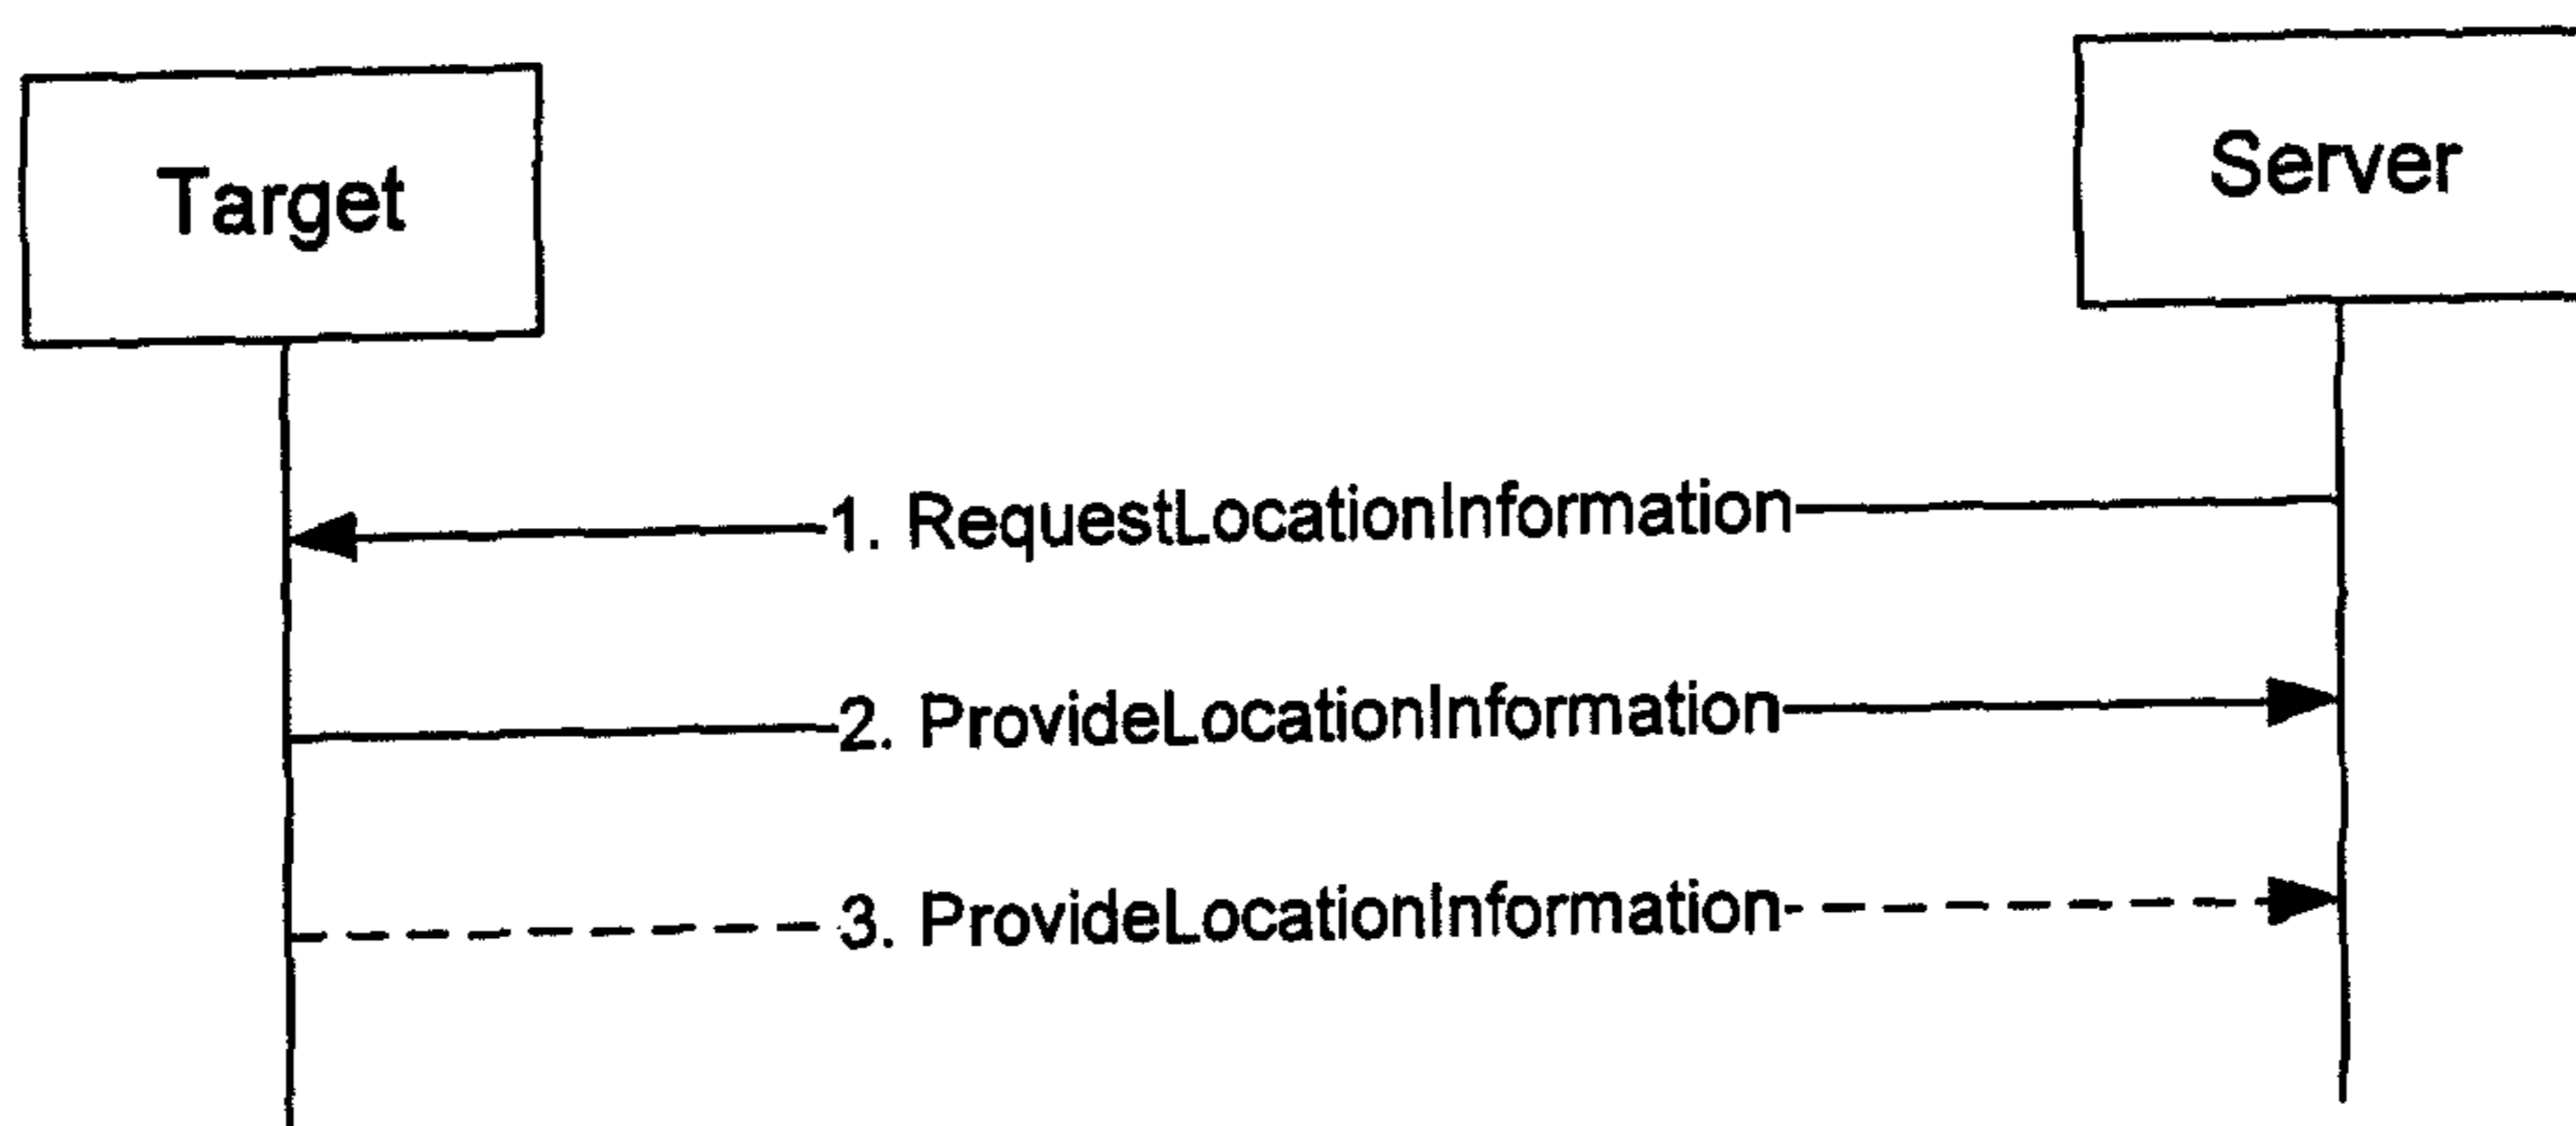 Target
Server
1. RequestLocationInformation
2. ProvideLocationInformation
3. ProvideLocationInformation